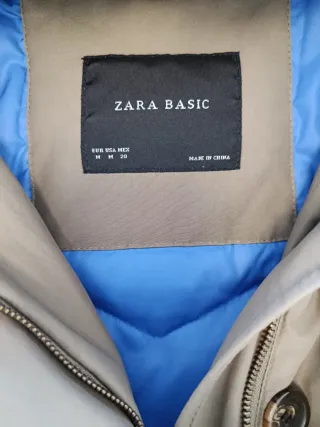 ZARA BASIC
EUR USA MEX
M M 28
MADE IN CHINA